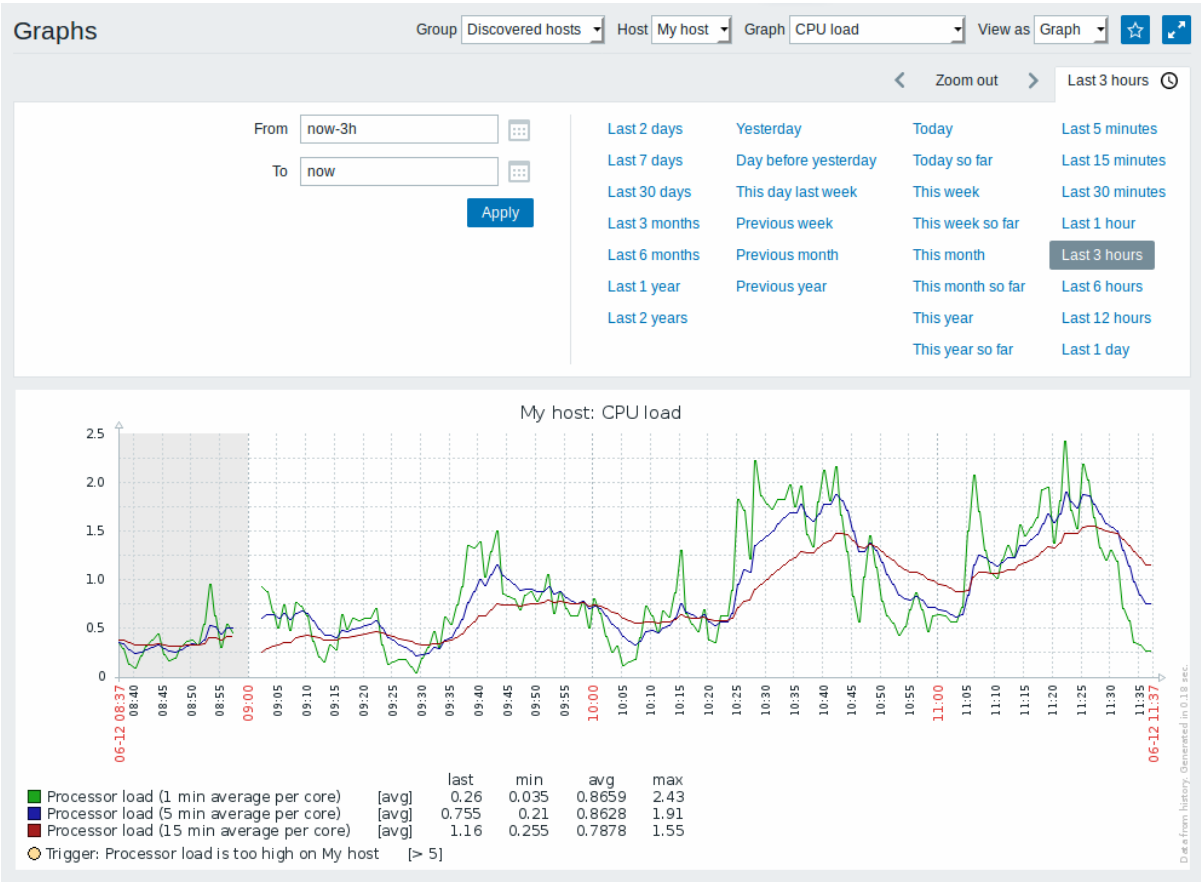 Graphs Group Discovered hosts Host My host Graph CPU load View as Graph
Zoom out Last 3 hours
From now-3h
To now
Apply
Last 2 days Yesterday Today Last 5 minutes
Last 7 days Day before yesterday Today so far Last 15 minutes
Last 30 days This day last week This week Last 30 minutes
Last 3 months Previous week This week so far Last 1 hour
Last 6 months Previous month This month Last 3 hours
Last 1 year Previous year This month so far Last 6 hours
Last 2 years This year Last 12 hours
This year so far Last 1 day
My host: CPU load
2.5
2.0
1.5
1.0
0.5
0
06-12 08:37
08:40
08:45
08:50
08:55
09:00
09:05
09:10
09:15
09:20
09:25
09:30
09:35
09:40
09:45
09:50
09:55
10:00
10:05
10:10
10:15
10:20
10:25
10:30
10:35
10:40
10:45
10:50
10:55
11:00
11:05
11:10
11:15
11:20
11:25
11:30
11:35
06-12 11:37
last min avg max
Processor load (1 min average per core) [avg] 0.26 0.035 0.8659 2.43
Processor load (5 min average per core) [avg] 0.755 0.21 0.8628 1.91
Processor load (15 min average per core) [avg] 1.16 0.255 0.7878 1.55
Trigger: Processor load is too high on My host [> 5]
Data from history. Generated in 0.18 sec.